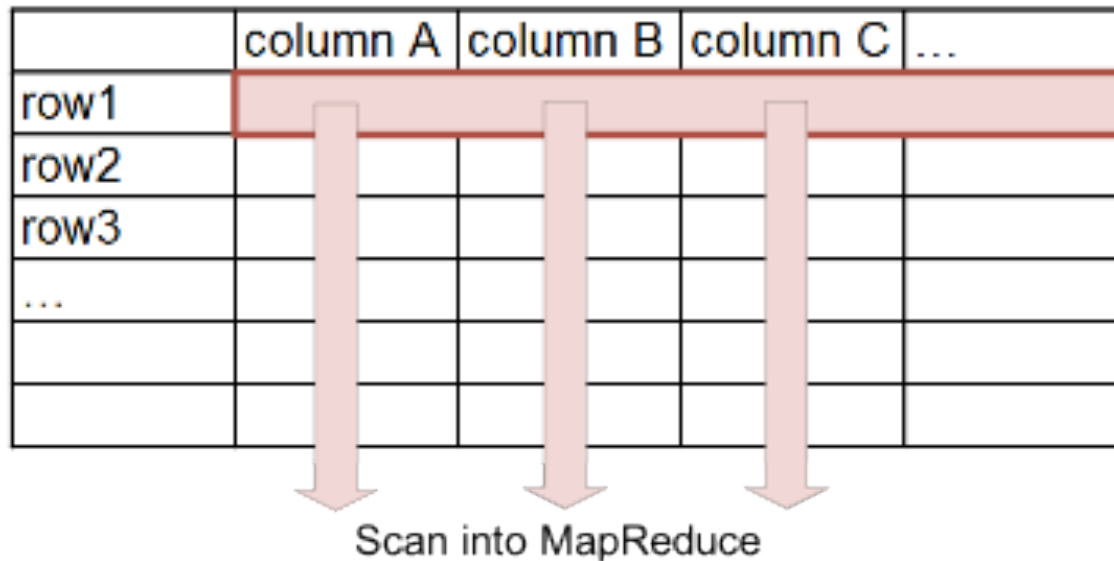 column A column B column C ...
row1
row2
row3
...
Scan into MapReduce